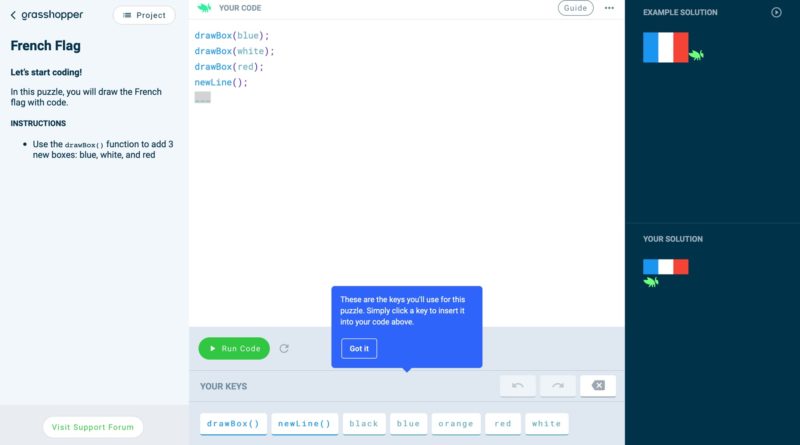 grasshopper
Project
French Flag
Let's start coding!
In this puzzle, you will draw the French
flag with code.
INSTRUCTIONS
Use the drawBox() function to add 3
new boxes: blue, white, and red
Visit Support Forum
YOUR CODE
Guide
drawBox(blue);
drawBox(white);
drawBox(red);
newLine();
___
These are the keys you'll use for this
puzzle. Simply click a key to insert it
into your code above.
Got it
Run Code
YOUR KEYS
drawBox() newLine() black blue orange red white
EXAMPLE SOLUTION
YOUR SOLUTION